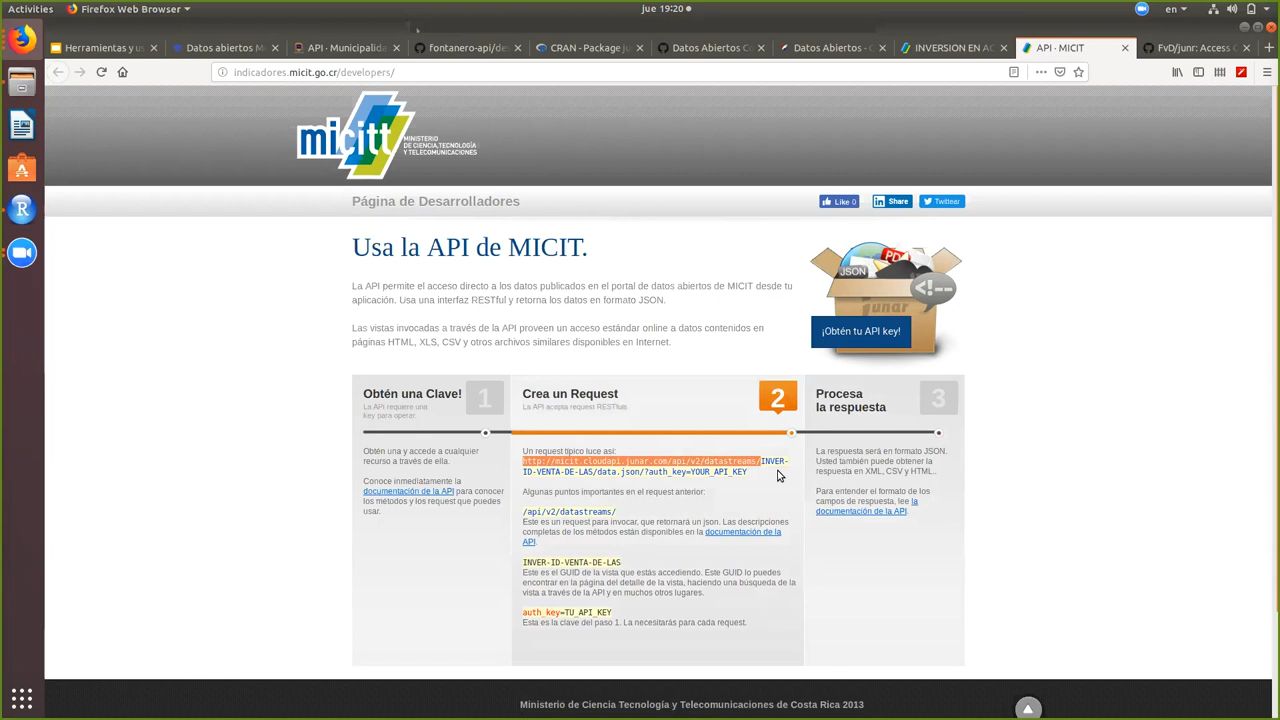 Activities
Firefox Web Browser
jue 19:20
en
Herramientas y u
Datos abiertos M
API - Municipalida
fontanero-api/de
CRAN - Package ju
Datos Abiertos Co
Datos Abiertos - G
INVERSION EN AC
API · MICIT
FvD/junr: Access C
indicadores.micit.go.cr/developers/
micitt
MINISTERIO
DE CIENCIA, TECNOLOGÍA
Y TELECOMUNICACIONES
Página de Desarrolladores
Like 0
Share
Twittear
Usa la API de MICIT.
La API permite el acceso directo a los datos publicados en el portal de datos abiertos de MICIT desde tu
aplicación. Usa una interfaz RESTful y retorna los datos en formato JSON.
Las vistas invocadas a través de la API proveen un acceso estándar online a datos contenidos en
páginas HTML, XLS, CSV y otros archivos similares disponibles en Internet.
JSON
PDF
<!--
junar
¡Obtén tu API key!
Obtén una Clave!
La API requere una
key para operar.
1
Obtén una y accede a cualquier
recurso a través de ella.
Conoce inmediatamente la
documentación de la API para conocer
los métodos y los request que puedes
usar.
Crea un Request
La API acepta request RESTfuls
2
Un request tipico luce asi:
http://micit.cloudapi.junar.com/api/v2/datastreams/INVER-
ID-VENTA-DE-LAS/data.json/?auth_key=YOUR_API_KEY
Algunas puntos importantes en el request anterior:
/api/v2/datastreams/
Este es un request para invocar, que retornará un json. Las descripciones
completas de los métodos están disponibles en la documentación de la
API.
INVER-ID-VENTA-DE-LAS
Este es el GUID de la vista que estás accediendo. Este GUID lo puedes
encontrar en la página del detalle de la vista, haciendo una búsqueda de la
vista a través de la API y en muchos otros lugares.
auth_key=TU_API_KEY
Esta es la clave del paso 1. La necesitarás para cada request.
Procesa
la respuesta
3
La respuesta será en formato JSON.
Usted también puede obtener la
respuesta en XML, CSV y HTML..
Para entender el formato de los
campos de respuesta, lee la
documentación de la API.
Ministerio de Ciencia Tecnología y Telecomunicaciones de Costa Rica 2013